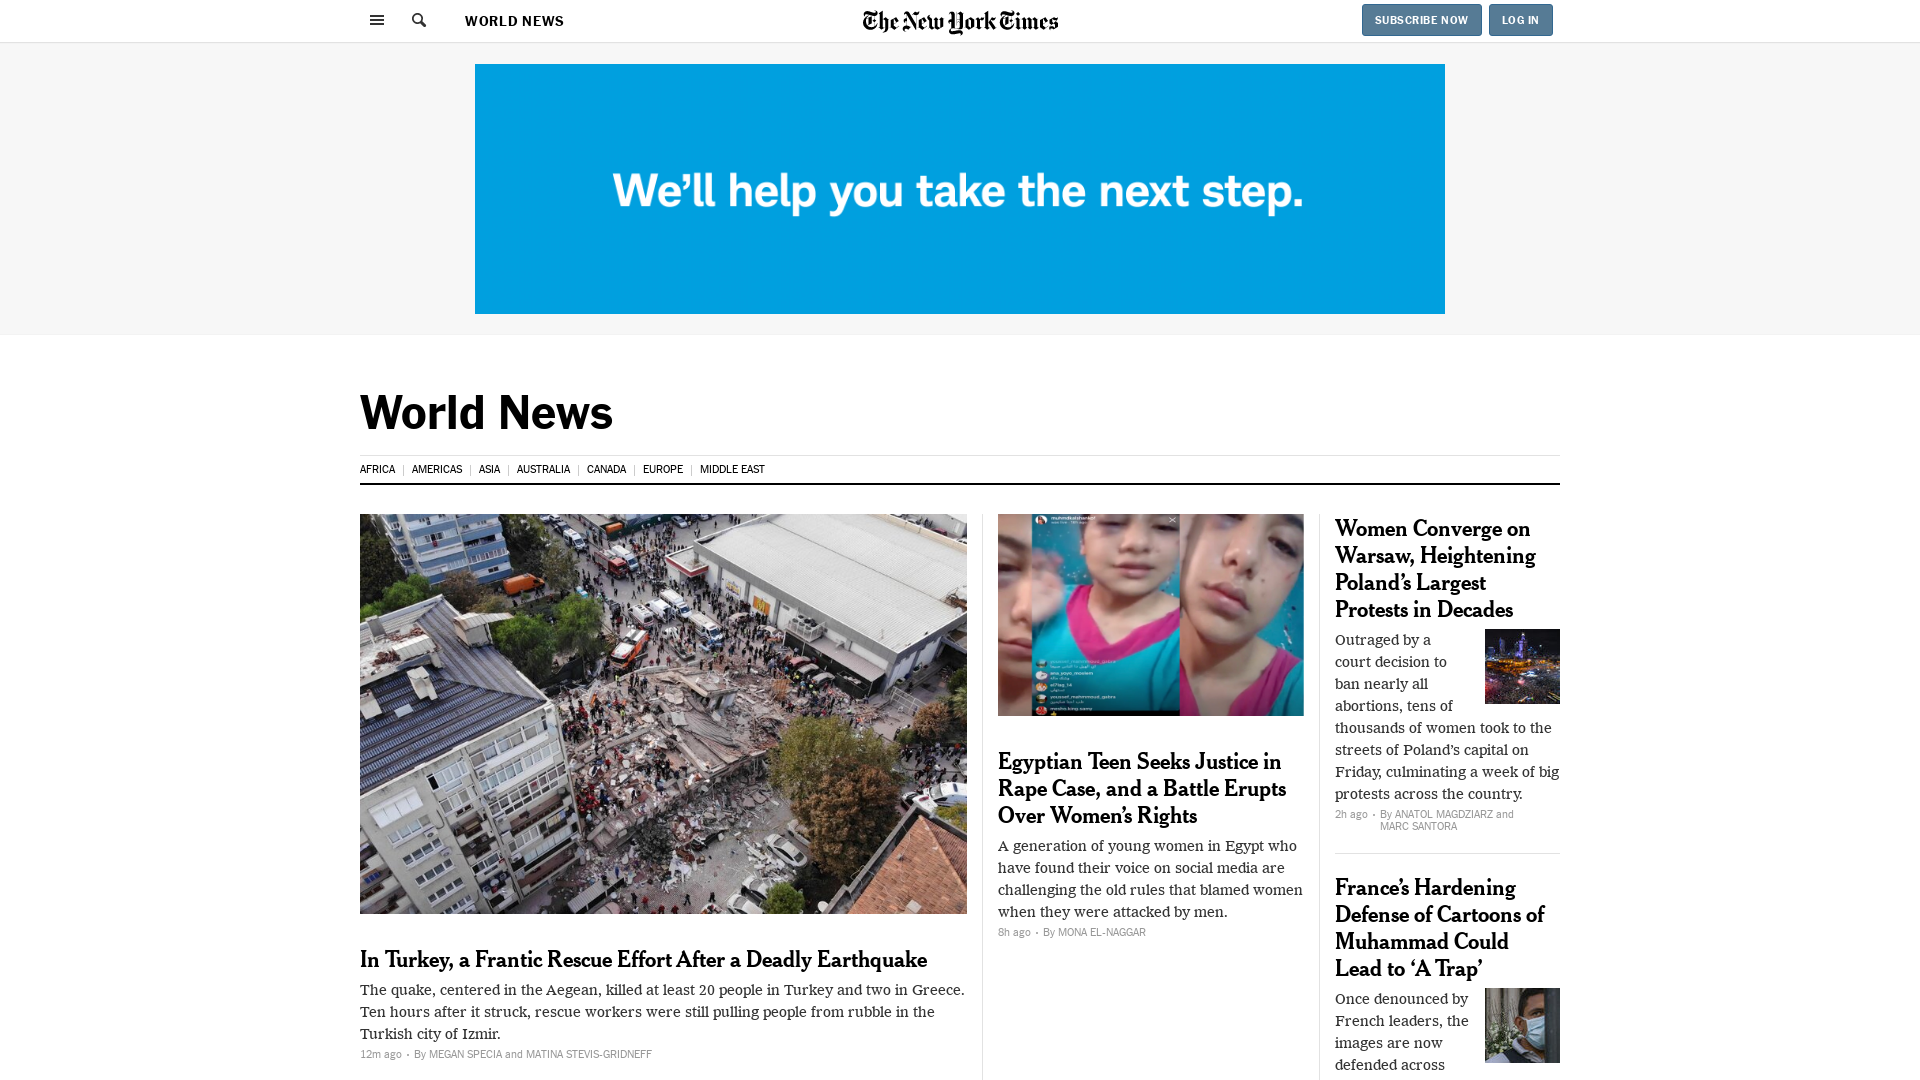 WORLD NEWS
The New York Times
SUBSCRIBE NOW
LOG IN
We'll help you take the next step.
World News
AFRICA
AMERICAS
ASIA
AUSTRALIA
CANADA
EUROPE
MIDDLE EAST
In Turkey, a Frantic Rescue Effort After a Deadly Earthquake
The quake, centered in the Aegean, killed at least 20 people in Turkey and two in Greece.
Ten hours after it struck, rescue workers were still pulling people from rubble in the
Turkish city of Izmir.
12m ago • By MEGAN SPECIA and MATINA STEVIS-GRIDNEFF
Egyptian Teen Seeks Justice in
Rape Case, and a Battle Erupts
Over Women's Rights
A generation of young women in Egypt who
have found their voice on social media are
challenging the old rules that blamed women
when they were attacked by men.
8h ago • By MONA EL-NAGGAR
Women Converge on
Warsaw, Heightening
Poland's Largest
Protests in Decades
Outraged by a
court decision to
ban nearly all
abortions, tens of
thousands of women took to the
streets of Poland's capital on
Friday, culminating a week of big
protests across the country.
2h ago • By ANATOL MAGDZIARZ and
MARC SANTORA
France's Hardening
Defense of Cartoons of
Muhammad Could
Lead to 'A Trap'
Once denounced by
French leaders, the
images are now
defended across